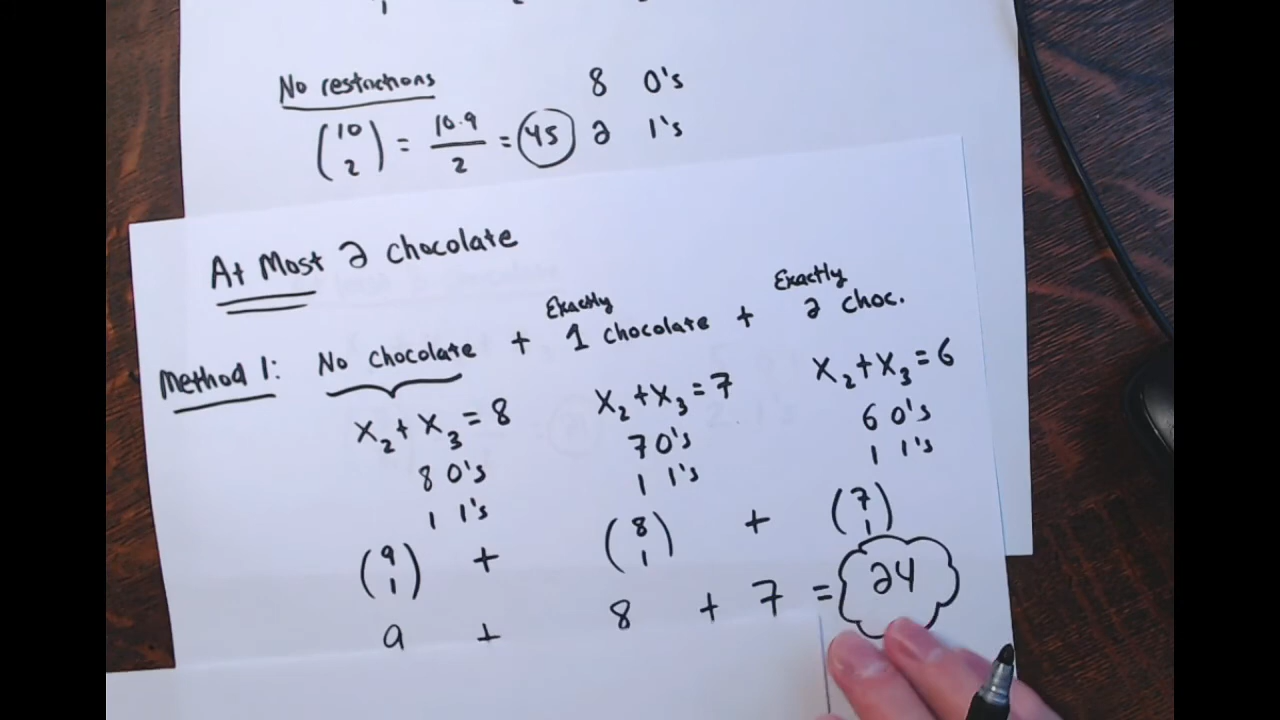 No restrictions
8 0's
(10 2) = 10·9/2 = 45
2 1's
At Most 2 chocolate
Method 1: No chocolate + Exactly 1 chocolate + Exactly 2 choc.
X₂ + X₃ = 8
X₂ + X₃ = 7
X₂ + X₃ = 6
8 0's
7 0's
6 0's
1 1's
1 1's
1 1's
(9 1) + (8 1) + (7 1)
9 + 8 + 7 = 24